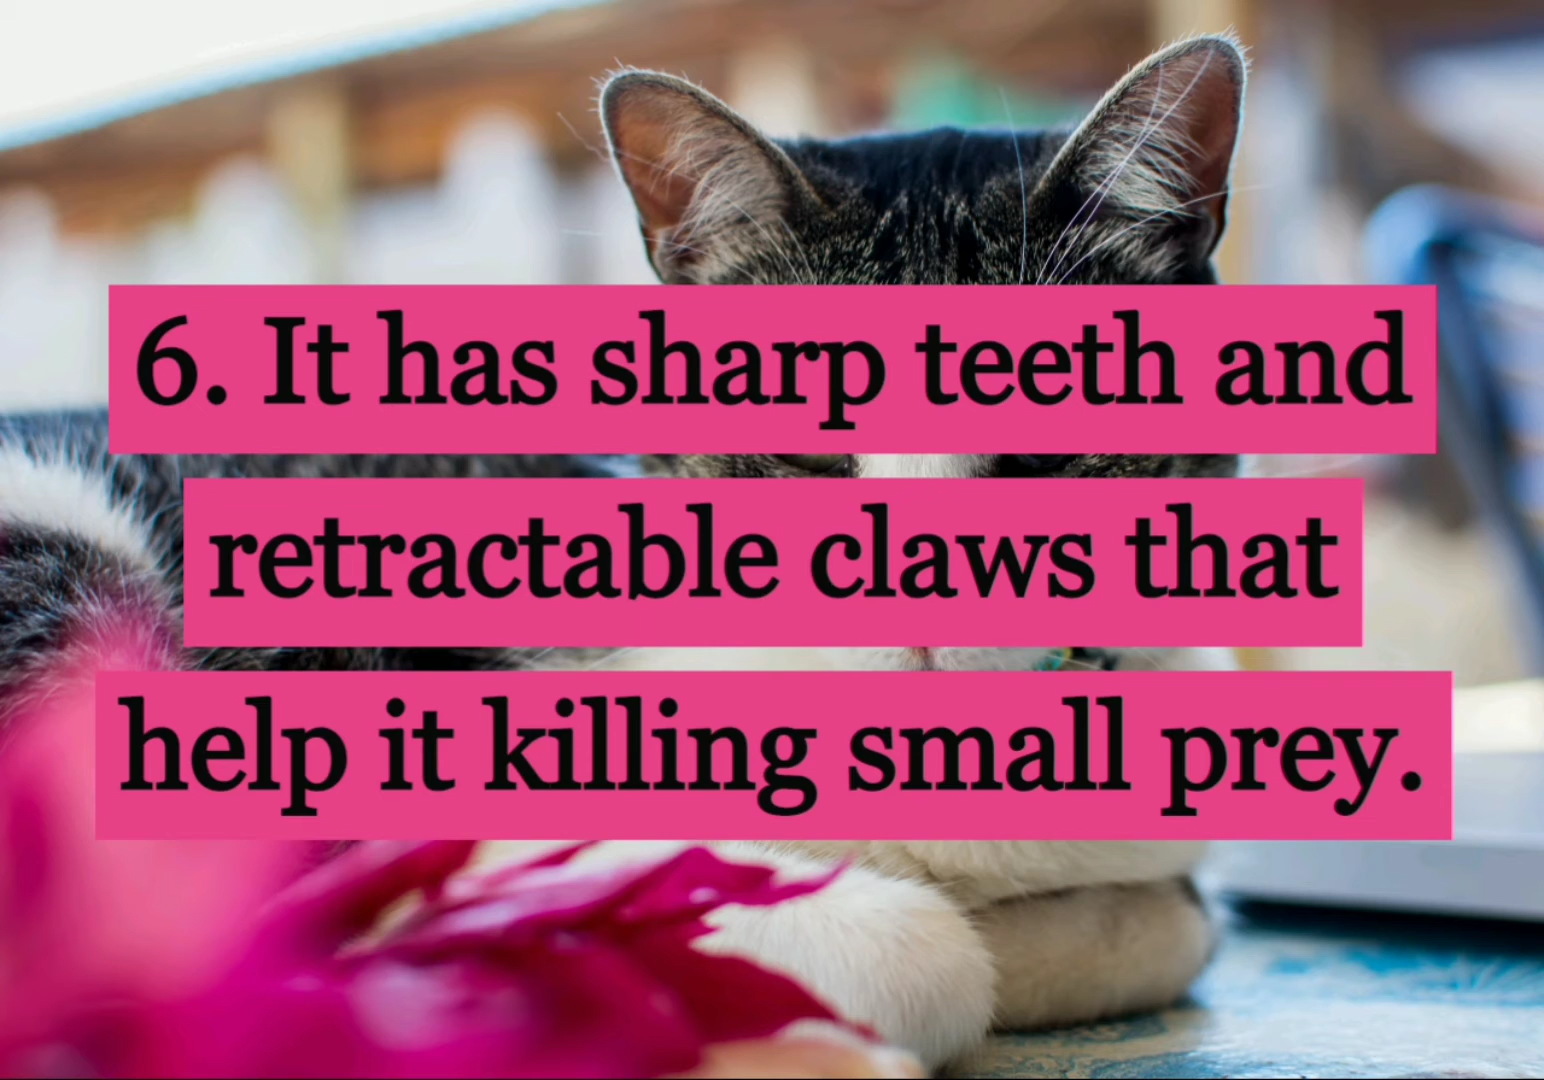 6. It has sharp teeth and
retractable claws that
help it killing small prey.